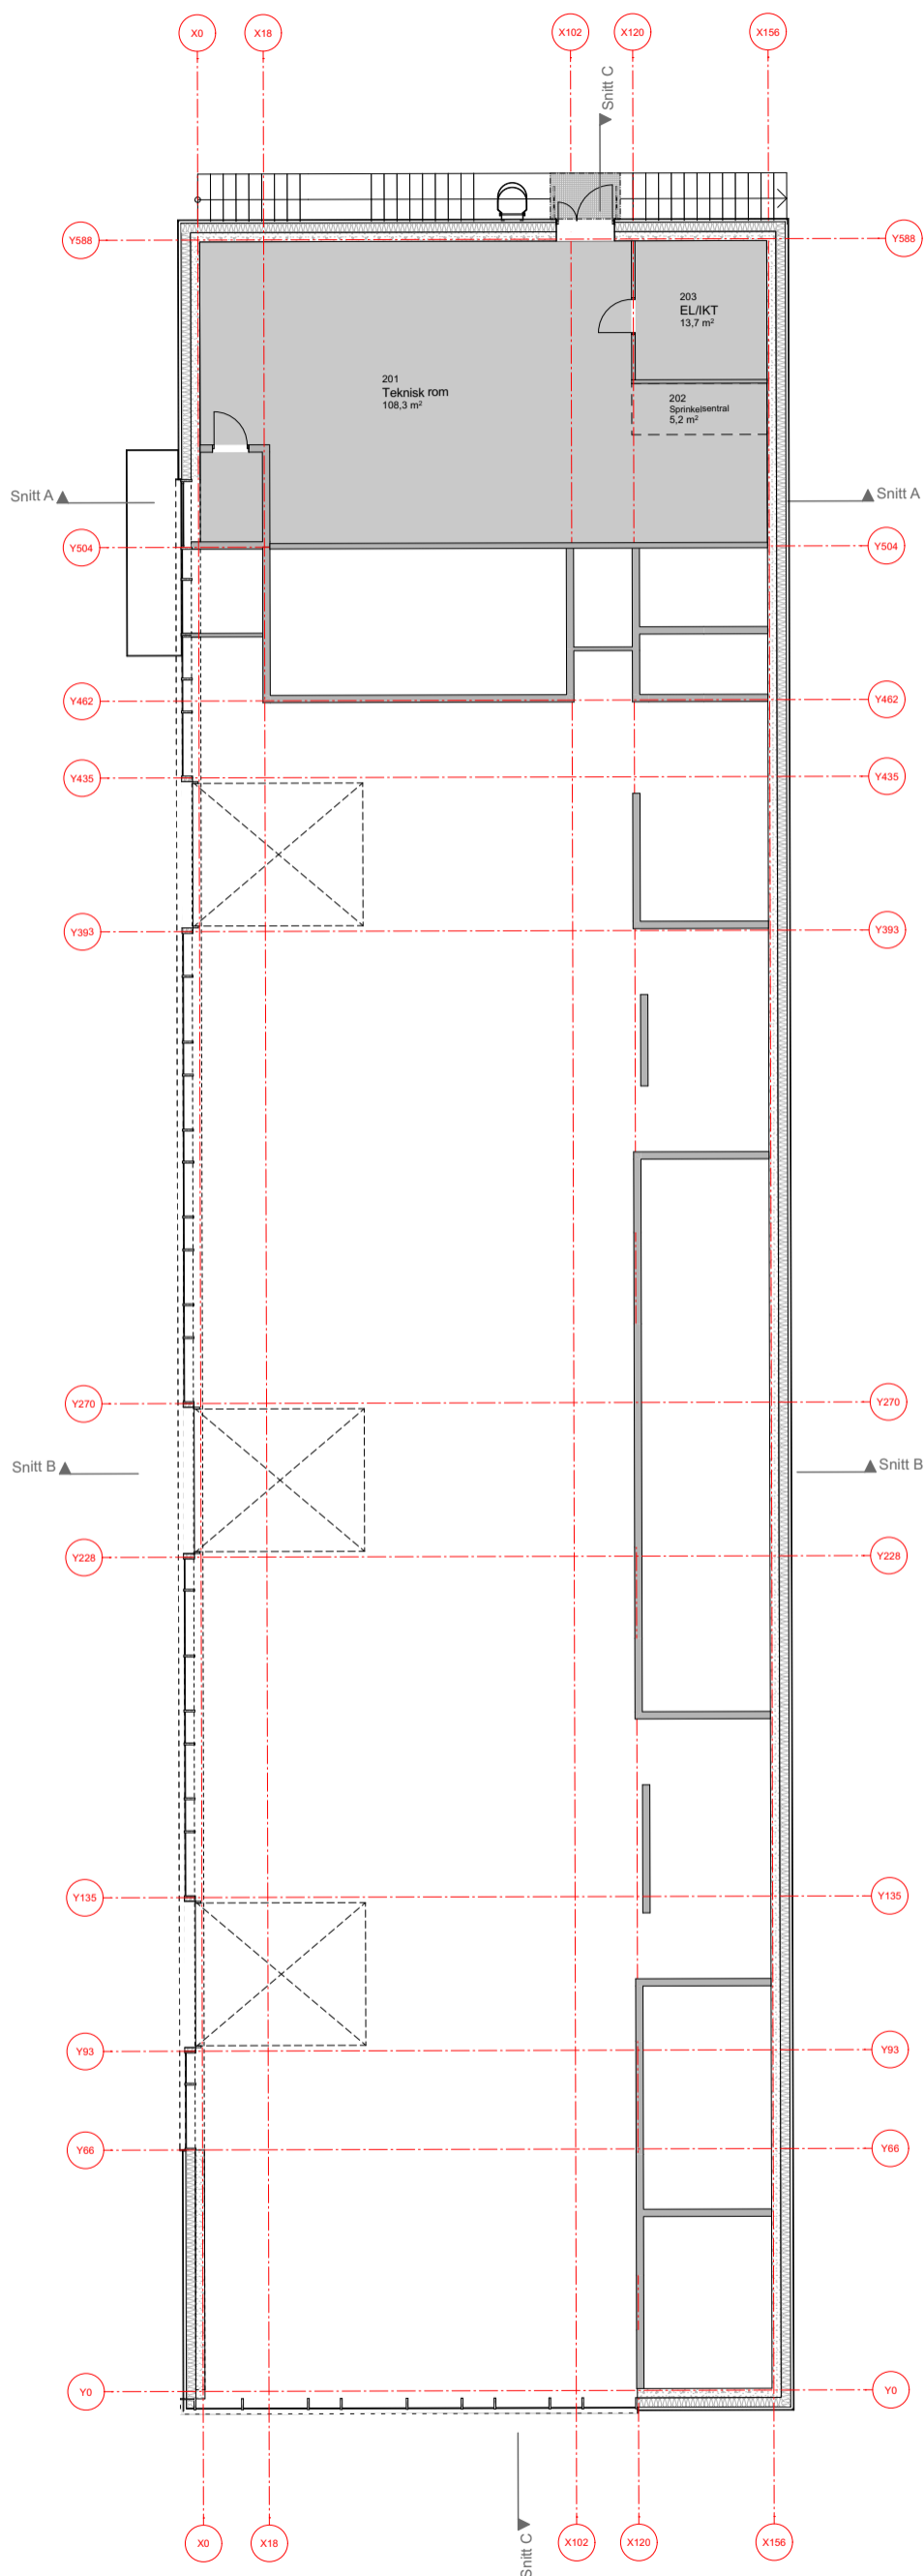 X0
X18
X102
X120
X156
Snitt C
Y588
Y588
203
EL/IKT
13,7 m²
201
Teknisk rom
108,3 m²
202
Sprinkelsentral
5,2 m²
Snitt A
Snitt A
Y504
Y504
Y462
Y462
Y435
Y435
Y393
Y393
Y270
Y270
Snitt B
Snitt B
Y228
Y228
Y135
Y135
Y93
Y93
Y66
Y66
Y0
Y0
Snitt C
X0
X18
X102
X120
X156